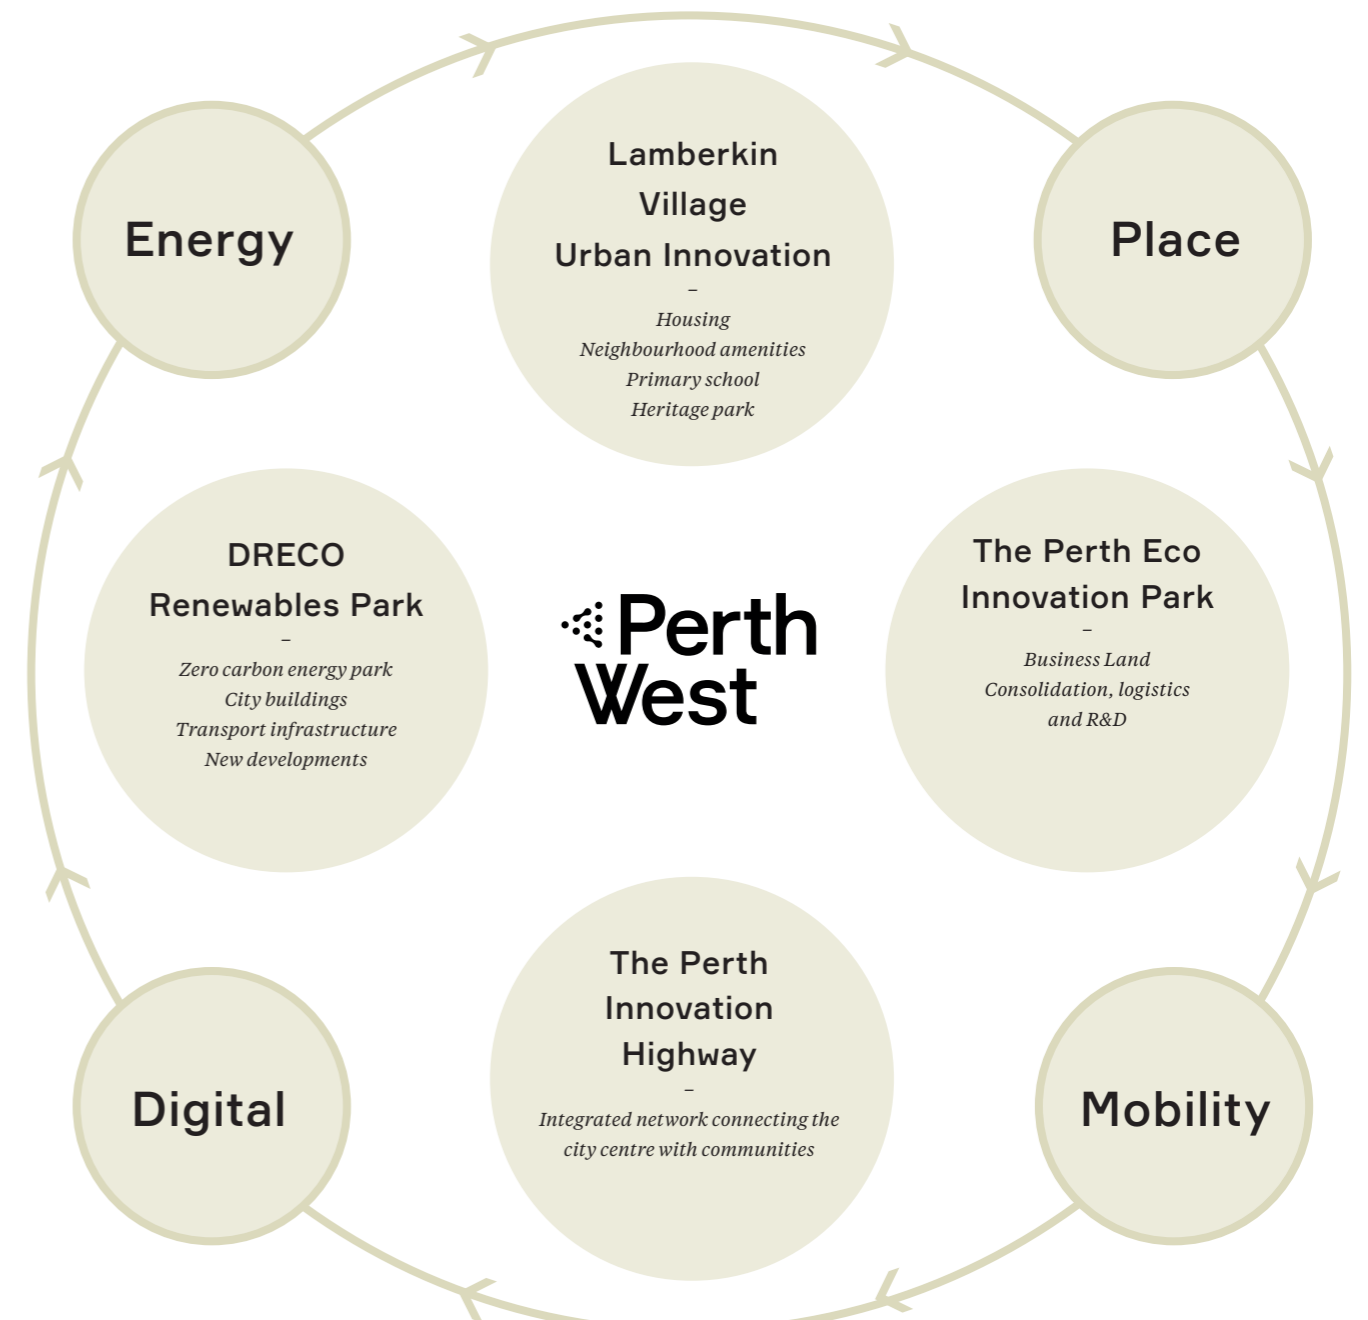 Energy
Lamberkin
Village
Urban Innovation
–
Housing
Neighbourhood amenities
Primary school
Heritage park
Place
DRECO
Renewables Park
–
Zero carbon energy park
City buildings
Transport infrastructure
New developments
Perth
West
The Perth Eco
Innovation Park
–
Business Land
Consolidation, logistics
and R&D
Digital
The Perth
Innovation
Highway
–
Integrated network connecting the
city centre with communities
Mobility